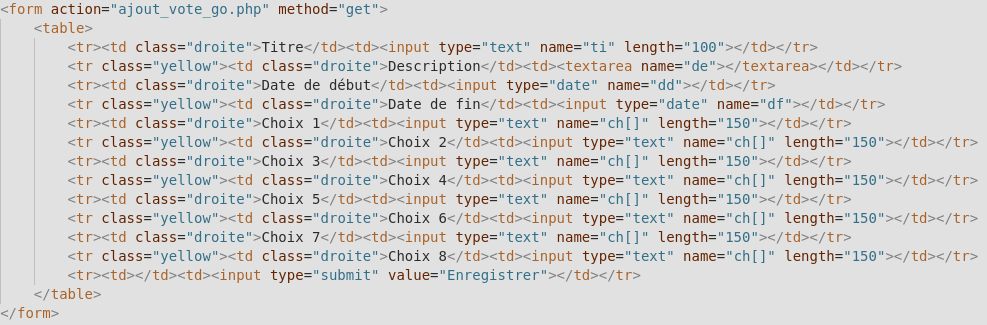 <form action="ajout_vote_go.php" method="get">
    <table>
        <tr><td class="droite">Titre</td><td><input type="text" name="ti" length="100"></td></tr>
        <tr class="yellow"><td class="droite">Description</td><td><textarea name="de"></textarea></td></tr>
        <tr><td class="droite">Date de début</td><td><input type="date" name="dd"></td></tr>
        <tr class="yellow"><td class="droite">Date de fin</td><td><input type="date" name="df"></td></tr>
        <tr><td class="droite">Choix 1</td><td><input type="text" name="ch[]" length="150"></td></tr>
        <tr class="yellow"><td class="droite">Choix 2</td><td><input type="text" name="ch[]" length="150"></td></tr>
        <tr><td class="droite">Choix 3</td><td><input type="text" name="ch[]" length="150"></td></tr>
        <tr class="yellow"><td class="droite">Choix 4</td><td><input type="text" name="ch[]" length="150"></td></tr>
        <tr><td class="droite">Choix 5</td><td><input type="text" name="ch[]" length="150"></td></tr>
        <tr class="yellow"><td class="droite">Choix 6</td><td><input type="text" name="ch[]" length="150"></td></tr>
        <tr><td class="droite">Choix 7</td><td><input type="text" name="ch[]" length="150"></td></tr>
        <tr class="yellow"><td class="droite">Choix 8</td><td><input type="text" name="ch[]" length="150"></td></tr>
        <tr><td></td><td><input type="submit" value="Enregistrer"></td></tr>
    </table>
</form>